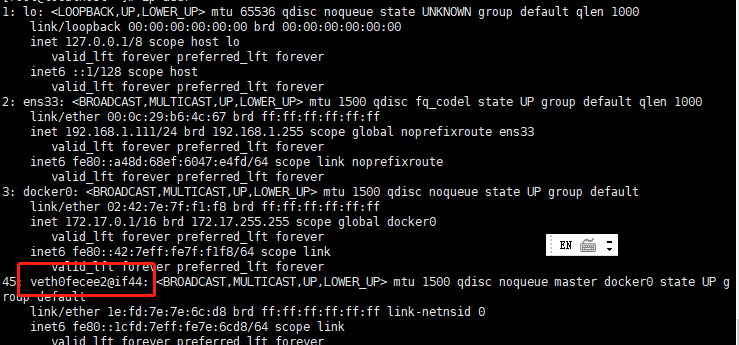 1: lo: <LOOPBACK,UP,LOWER_UP> mtu 65536 qdisc noqueue state UNKNOWN group default qlen 1000
link/loopback 00:00:00:00:00:00 brd 00:00:00:00:00:00
inet 127.0.0.1/8 scope host lo
valid_lft forever preferred_lft forever
inet6 ::1/128 scope host
valid_lft forever preferred_lft forever
2: ens33: <BROADCAST,MULTICAST,UP,LOWER_UP> mtu 1500 qdisc fq_codel state UP group default qlen 1000
link/ether 00:0c:29:b6:4c:67 brd ff:ff:ff:ff:ff:ff
inet 192.168.1.111/24 brd 192.168.1.255 scope global noprefixroute ens33
valid_lft forever preferred_lft forever
inet6 fe80::a48d:68ef:6047:e4fd/64 scope link noprefixroute
valid_lft forever preferred_lft forever
3: docker0: <BROADCAST,MULTICAST,UP,LOWER_UP> mtu 1500 qdisc noqueue state UP group default
link/ether 02:42:7e:7f:f1:f8 brd ff:ff:ff:ff:ff:ff
inet 172.17.0.1/16 brd 172.17.255.255 scope global docker0
valid_lft forever preferred_lft forever
EN
inet6 fe80::42:7eff:fe7f:f1f8/64 scope link
valid_lft forever preferred_lft forever
45: veth0fecee2@if44: <BROADCAST,MULTICAST,UP,LOWER_UP> mtu 1500 qdisc noqueue master docker0 state UP g
roup default
link/ether 1e:fd:7e:7e:6c:d8 brd ff:ff:ff:ff:ff:ff link-netnsid 0
inet6 fe80::1cfd:7eff:fe7e:6cd8/64 scope link
valid_lft forever preferred_lft forever